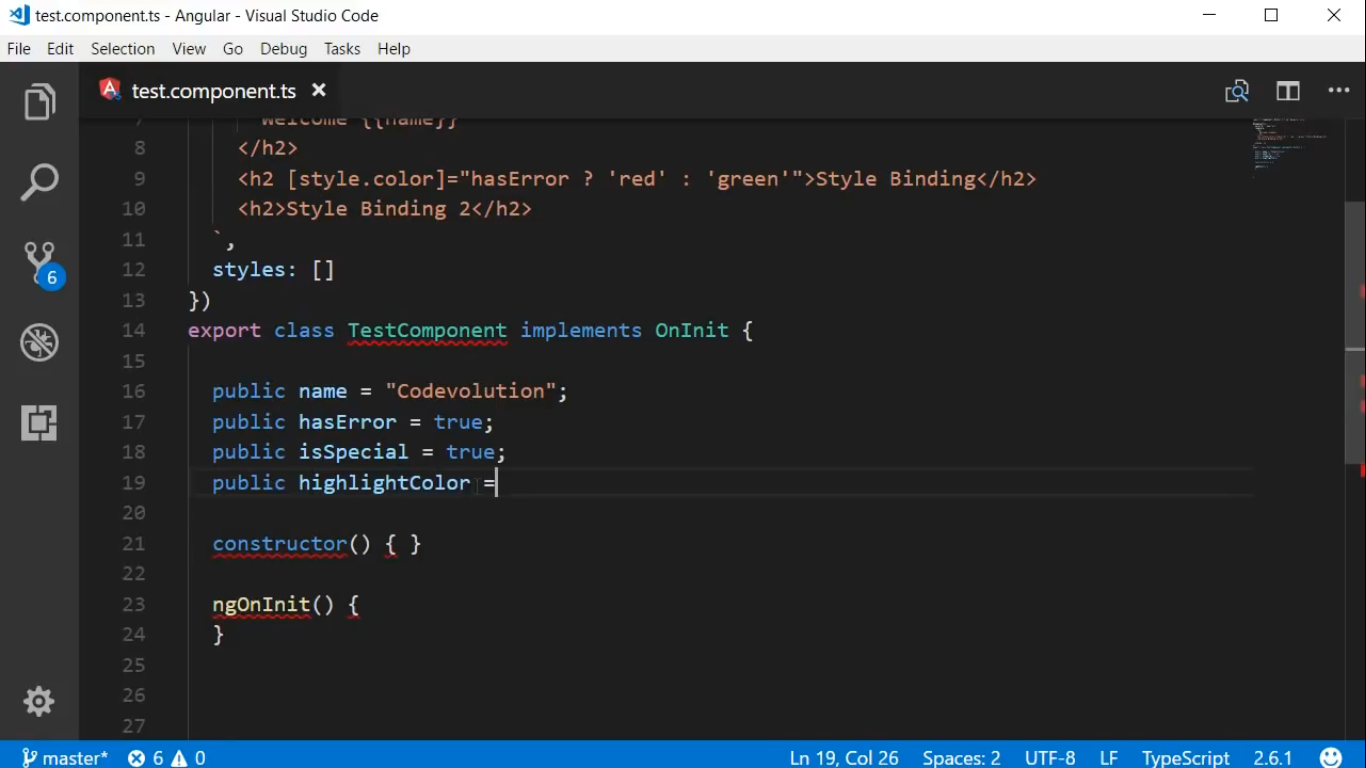 test.component.ts - Angular - Visual Studio Code
File Edit Selection View Go Debug Tasks Help
test.component.ts
7 Welcome {{name}}
8 </h2>
9 <h2 [style.color]="hasError ? 'red' : 'green'">Style Binding</h2>
10 <h2>Style Binding 2</h2>
11 `,
12 styles: []
13 })
14 export class TestComponent implements OnInit {
15
16 public name = "Codevolution";
17 public hasError = true;
18 public isSpecial = true;
19 public highlightColor =
20
21 constructor() { }
22
23 ngOnInit() {
24 }
25
26
27
6
master* 6 0 Ln 19, Col 26 Spaces: 2 UTF-8 LF TypeScript 2.6.1